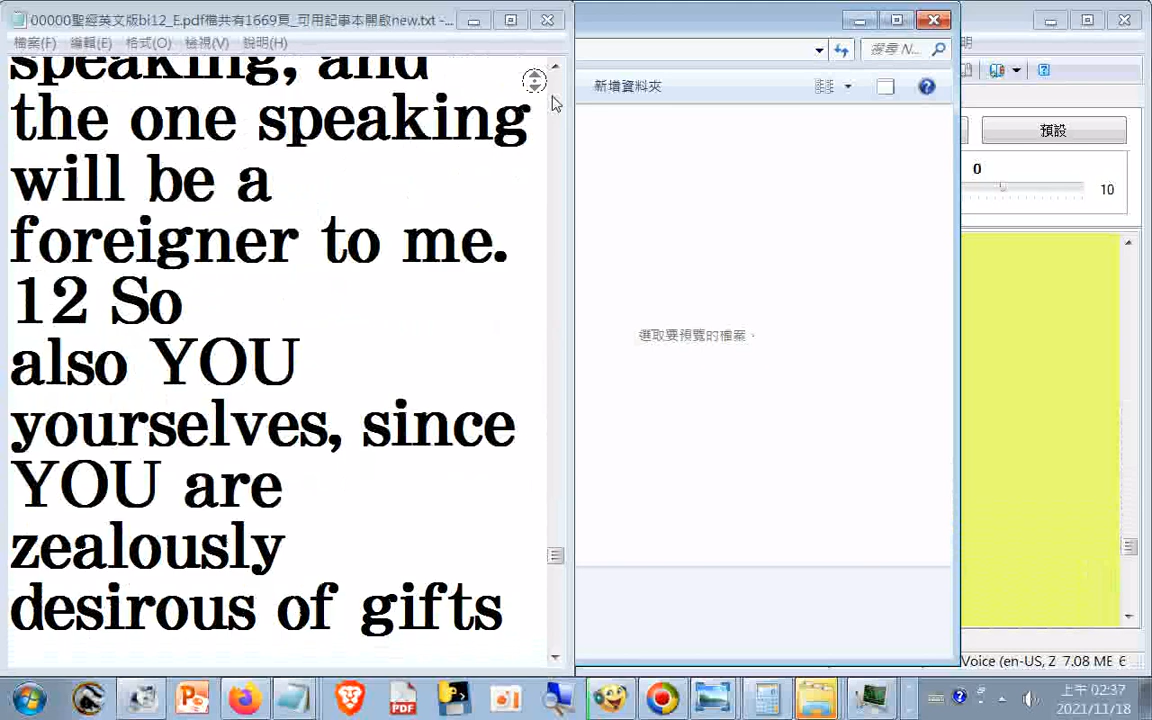 00000聖經英文版bi12_E.pdf檔共有1669頁_可用記事本開啟new.txt -...
檔案(F) 編輯(E) 格式(O) 檢視(V) 說明(H)
speaking, and
the one speaking
will be a
foreigner to me.
12 So
also YOU
yourselves, since
YOU are
zealously
desirous of gifts
搜尋 N...
新增資料夾
選取要預覽的檔案。
明
預設
0
10
Voice (en-US, Z 7.08 ME 6
PDF
上午 02:37
2021/11/18